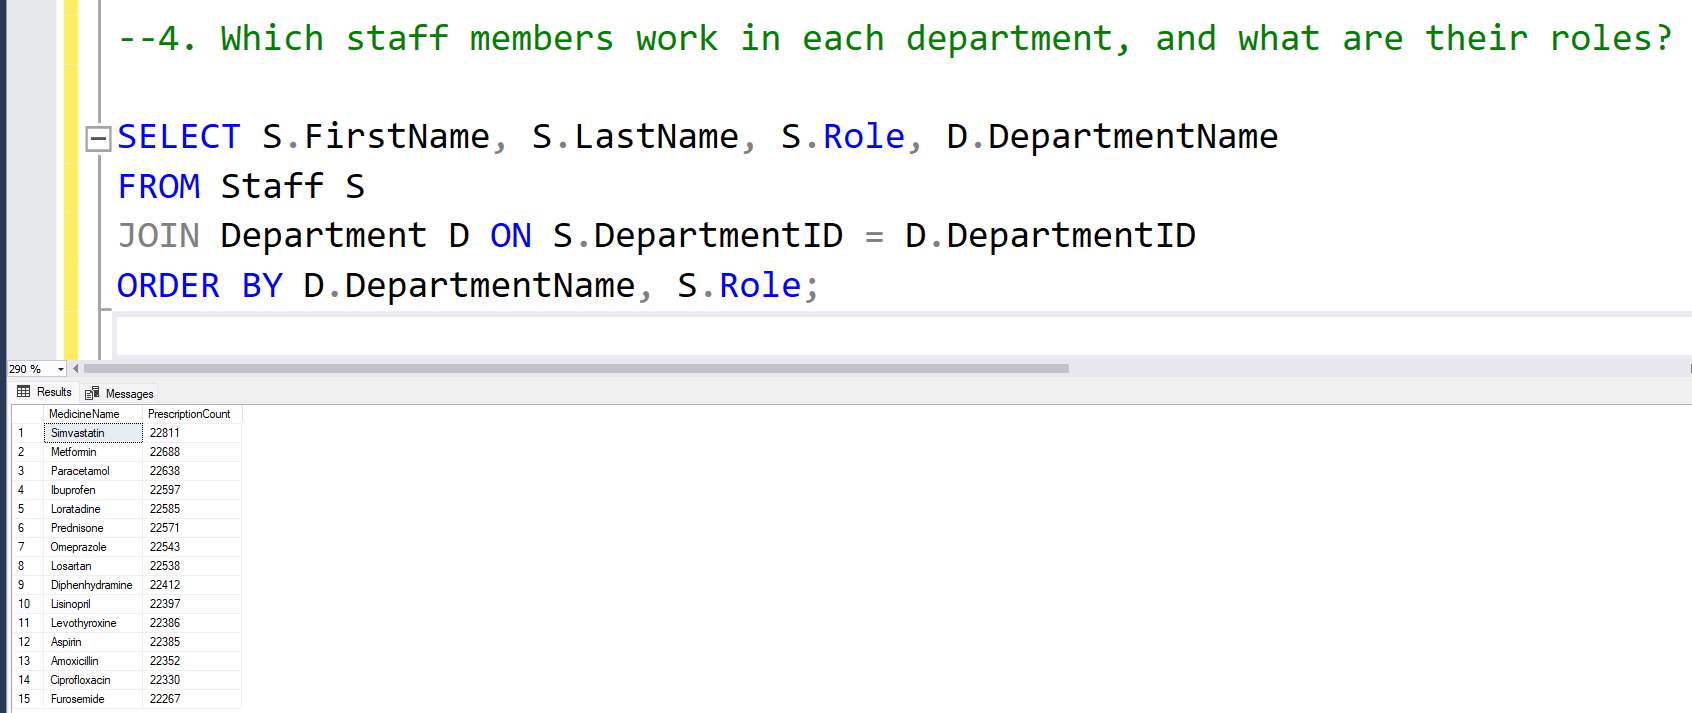 --4. Which staff members work in each department, and what are their roles?
SELECT S.FirstName, S.LastName, S.Role, D.DepartmentName
FROM Staff S
JOIN Department D ON S.DepartmentID = D.DepartmentID
ORDER BY D.DepartmentName, S.Role;
290 %
Results Messages
MedicineName PrescriptionCount
1 Simvastatin 22811
2 Metformin 22688
3 Paracetamol 22638
4 Ibuprofen 22597
5 Loratadine 22585
6 Prednisone 22571
7 Omeprazole 22543
8 Losartan 22538
9 Diphenhydramine 22412
10 Lisinopril 22397
11 Levothyroxine 22386
12 Aspirin 22385
13 Amoxicillin 22352
14 Ciprofloxacin 22330
15 Furosemide 22267